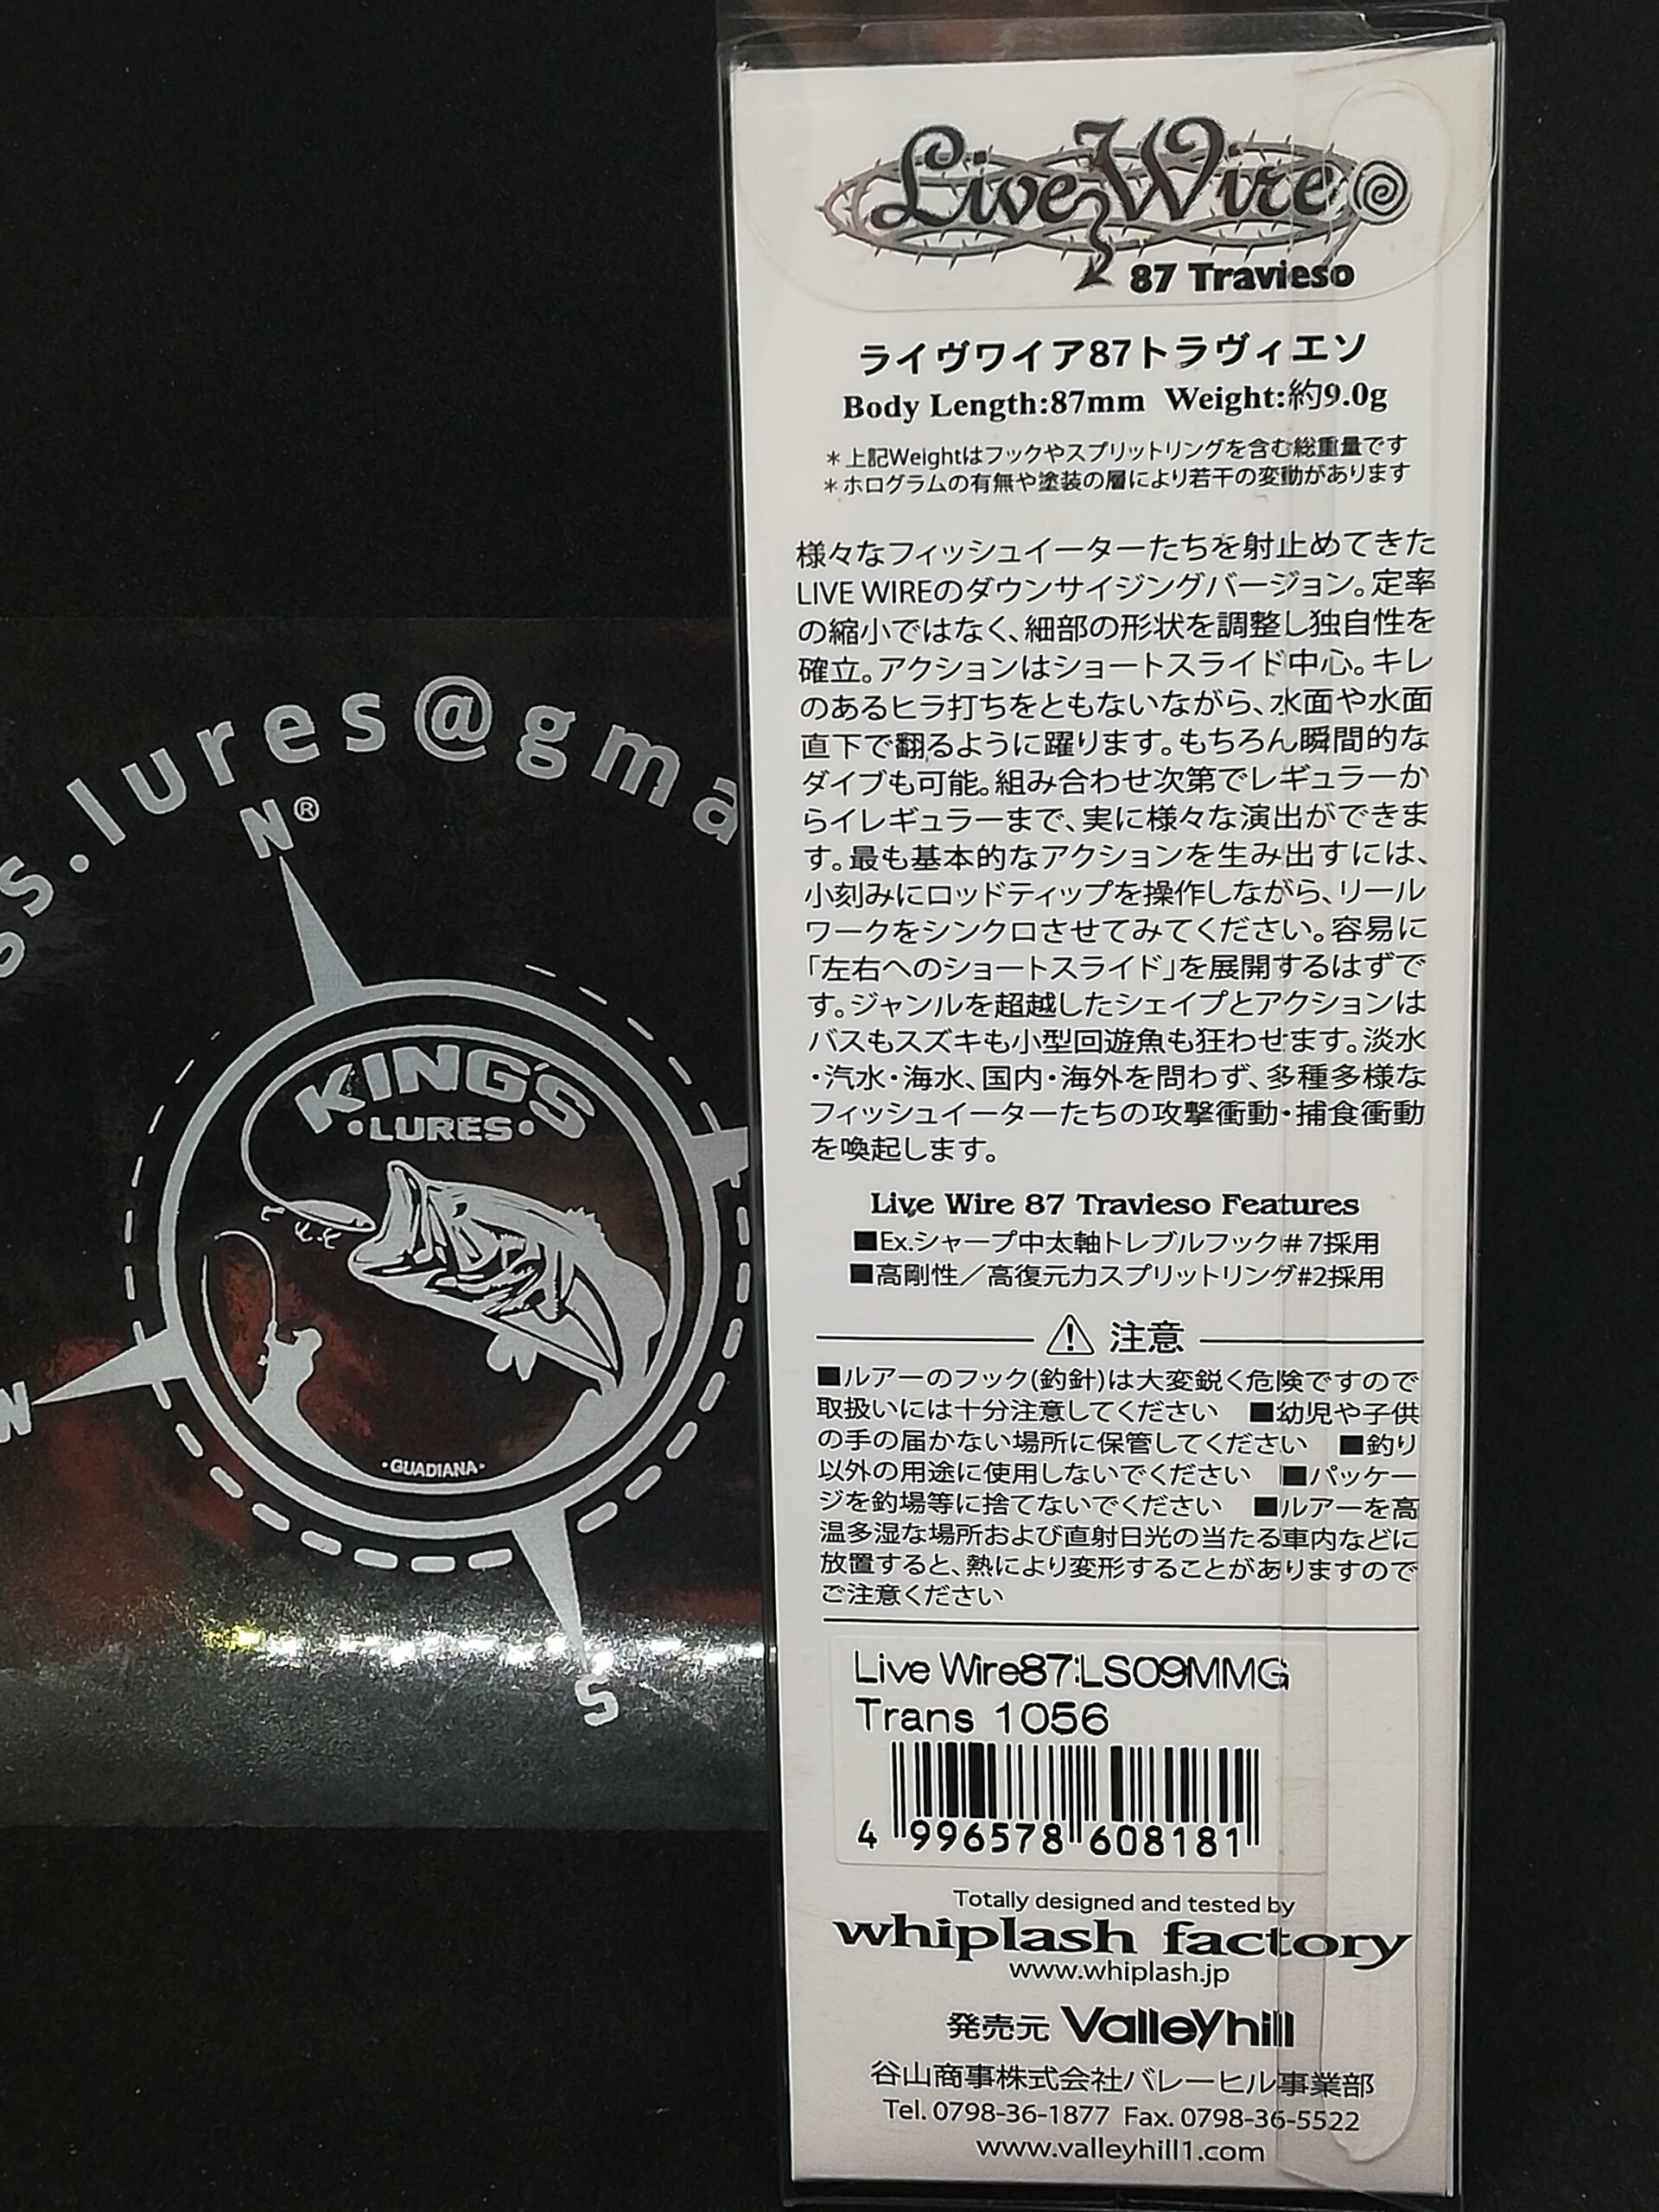 Live Wire
87 Travieso
ライヴワイア87トラヴィエソ
Body Length:87mm Weight:約9.0g
＊上記Weightはフックやスプリットリングを含む総重量です
＊ホログラムの有無や塗装の層により若干の変動があります
様々なフィッシュイーターたちを射止めてきた
LIVE WIREのダウンサイジングバージョン。定率
の縮小ではなく、細部の形状を調整し独自性を
確立。アクションはショートスライド中心。キレ
のあるヒラ打ちをともないながら、水面や水面
直下で翻るように躍ります。もちろん瞬間的な
ダイブも可能。組み合わせ次第でレギュラーか
らイレギュラーまで、実に様々な演出ができま
す。最も基本的なアクションを生み出すには、
小刻みにロッドティップを操作しながら、リール
ワークをシンクロさせてみてください。容易に
「左右へのショートスライド」を展開するはずで
す。ジャンルを超越したシェイプとアクションは
バスもスズキも小型回遊魚も狂わせます。淡水
・汽水・海水、国内・海外を問わず、多種多様な
フィッシュイーターたちの攻撃衝動・捕食衝動
を喚起します。
Live Wire 87 Travieso Features
■Ex.シャープ中太軸トレブルフック＃7採用
■高剛性／高復元力スプリットリング#2採用
注意
■ルアーのフック(釣針)は大変鋭く危険ですので
取扱いには十分注意してください ■幼児や子供
の手の届かない場所に保管してください ■釣り
以外の用途に使用しないでください ■パッケー
ジを釣場等に捨てないでください ■ルアーを高
温多湿な場所および直射日光の当たる車内などに
放置すると、熱により変形することがありますので
ご注意ください
Live Wire87:LS09MMG
Trans 1056
4 996578 608181
Totally designed and tested by
whiplash factory
www.whiplash.jp
発売元 Valleyhill
谷山商事株式会社バレーヒル事業部
Tel. 0798-36-1877 Fax. 0798-36-5522
www.valleyhill1.com
s.lures@gma
N®
KING'S
·LURES·
·GUADIANA·
W
S